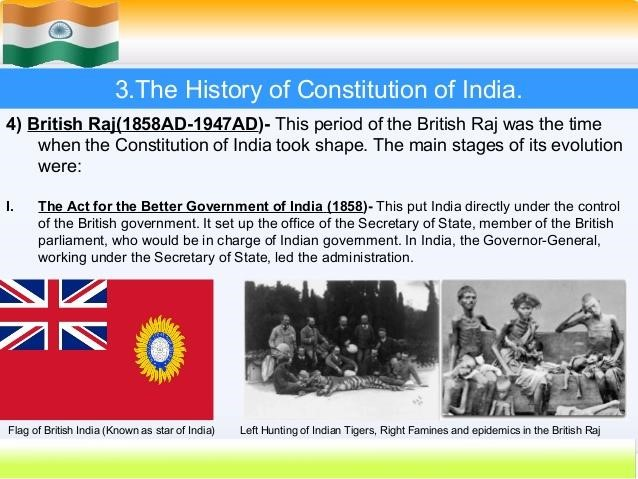 3.The History of Constitution of India.
4) British Raj(1858AD-1947AD)- This period of the British Raj was the time
when the Constitution of India took shape. The main stages of its evolution
were:
I. The Act for the Better Government of India (1858)- This put India directly under the control
of the British government. It set up the office of the Secretary of State, member of the British
parliament, who would be in charge of Indian government. In India, the Governor-General,
working under the Secretary of State, led the administration.
Flag of British India (Known as star of India)
Left Hunting of Indian Tigers, Right Famines and epidemics in the British Raj